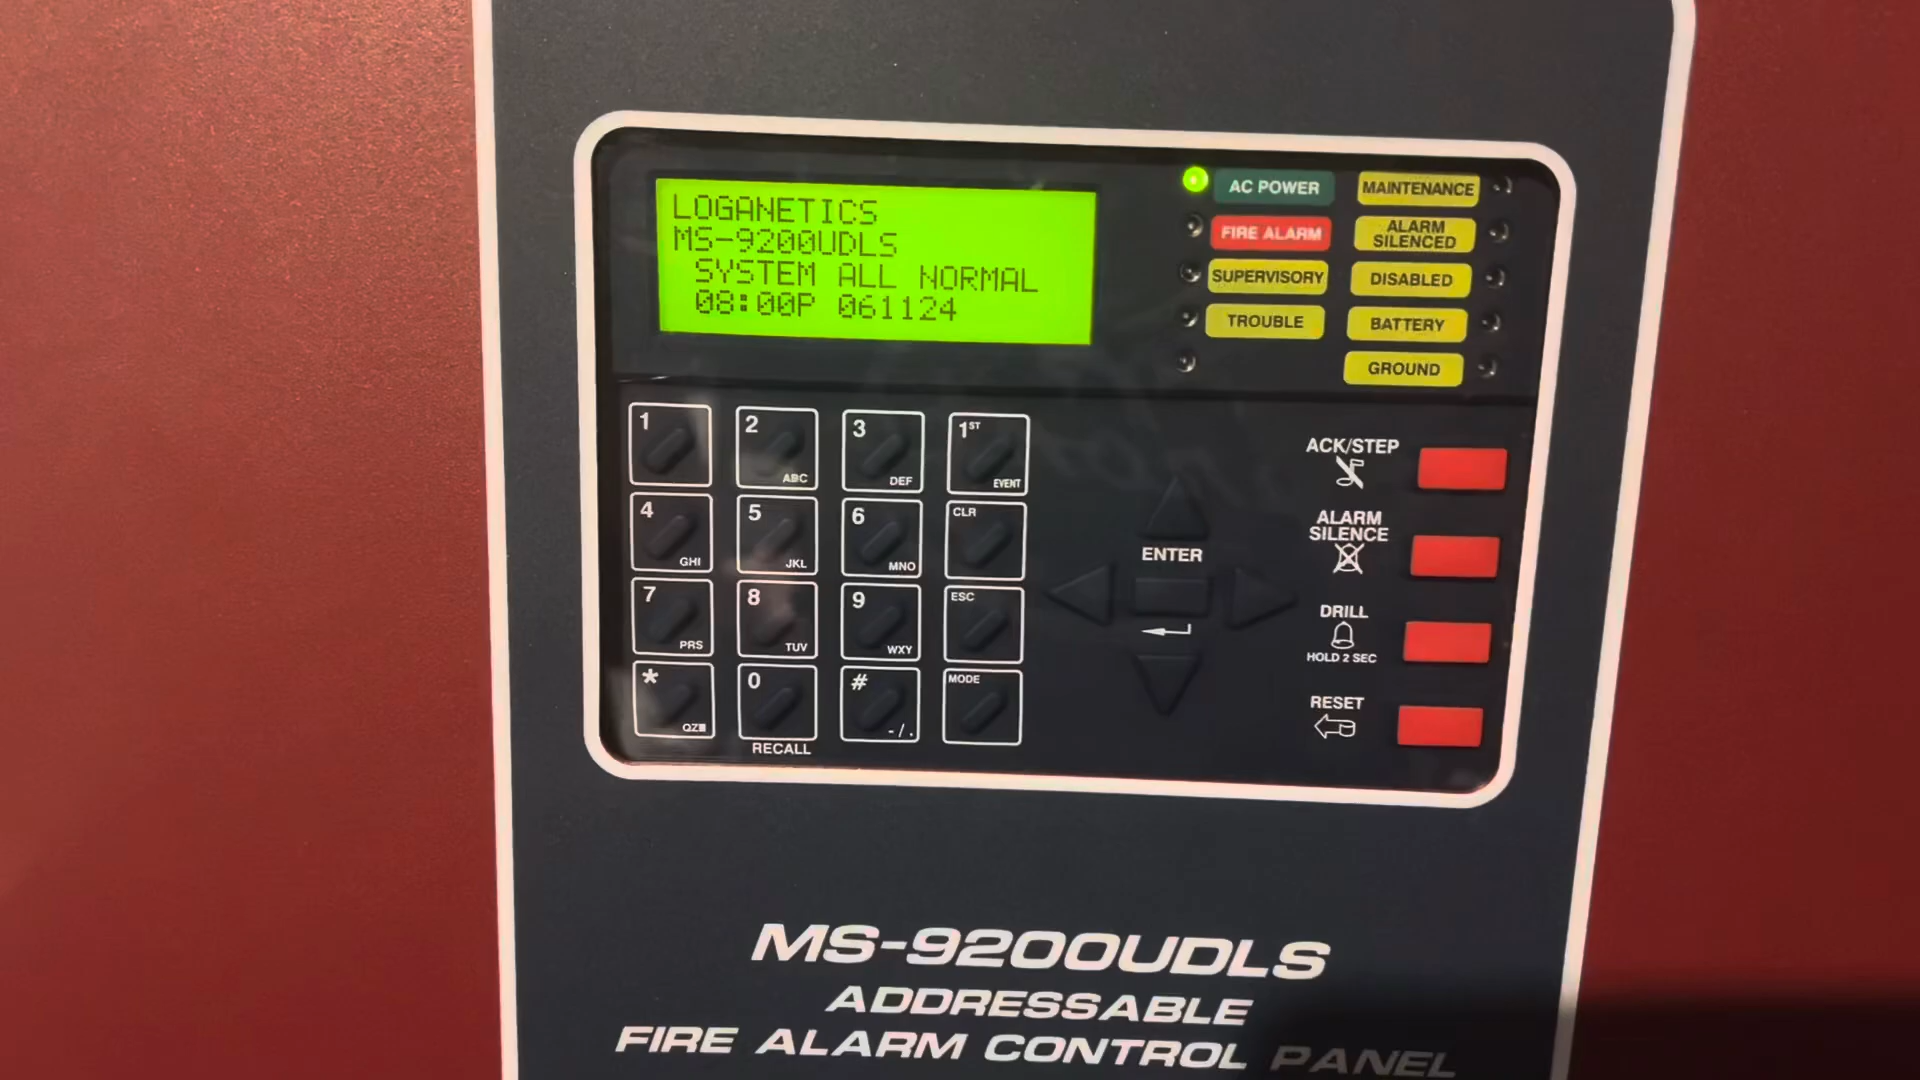 LOGANETICS
MS-9200UDLS
SYSTEM ALL NORMAL
08:00P 061124
AC POWER
FIRE ALARM
SUPERVISORY
TROUBLE
MAINTENANCE
ALARM
SILENCED
DISABLED
BATTERY
GROUND
1
2 ABC
3 DEF
1ST EVENT
4 GHI
5 JKL
6 MNO
CLR
7 PRS
8 TUV
9 WXY
ESC
* QZ
0
# - / .
MODE
RECALL
ENTER
ACK/STEP
ALARM
SILENCE
DRILL
HOLD 2 SEC
RESET
MS-9200UDLS
ADDRESSABLE
FIRE ALARM CONTROL PANEL